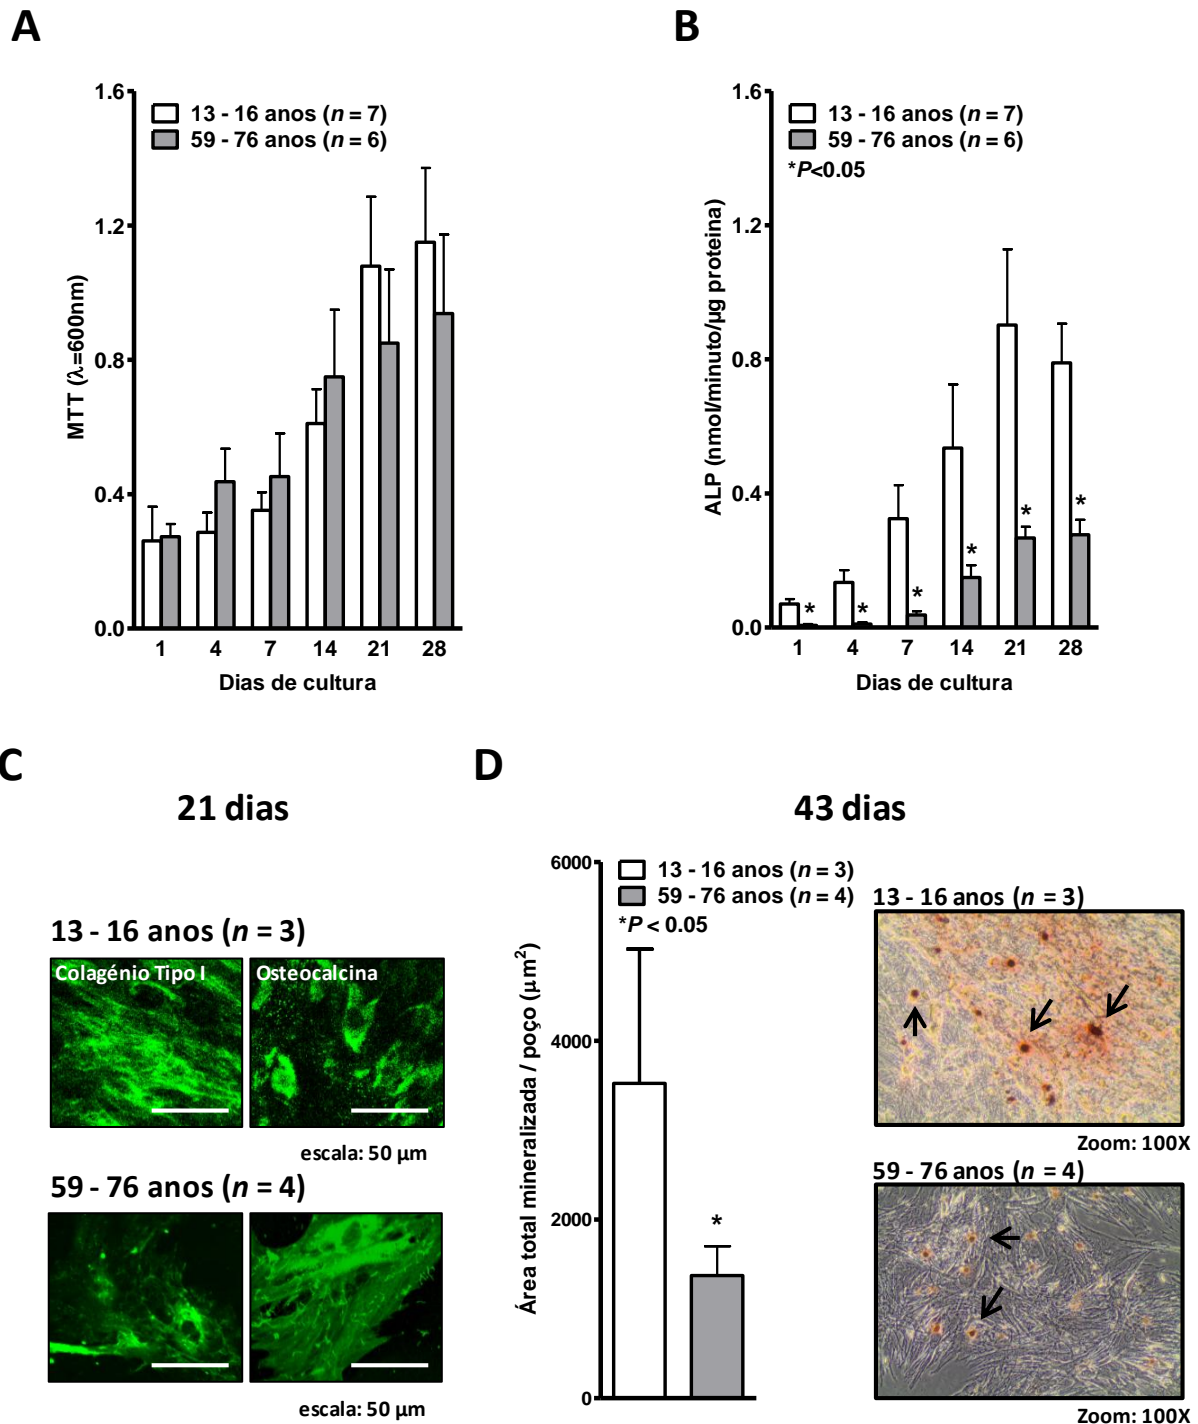 A
1.6
1.2
0.8
0.4
0.0
MTT (λ=600nm)
13 - 16 anos (n = 7)
59 - 76 anos (n = 6)
1 4 7 14 21 28
Dias de cultura
B
1.6
1.2
0.8
0.4
0.0
ALP (nmol/minuto/µg proteina)
13 - 16 anos (n = 7)
59 - 76 anos (n = 6)
*P<0.05
* * * * * *
1 4 7 14 21 28
Dias de cultura
C
21 dias
13 - 16 anos (n = 3)
Colagénio Tipo I Osteocalcina
escala: 50 µm
59 - 76 anos (n = 4)
escala: 50 µm
D
43 dias
6000
4000
2000
0
Área total mineralizada / poço (µm²)
13 - 16 anos (n = 3)
59 - 76 anos (n = 4)
*P < 0.05
*
13 - 16 anos (n = 3)
Zoom: 100X
59 - 76 anos (n = 4)
Zoom: 100X